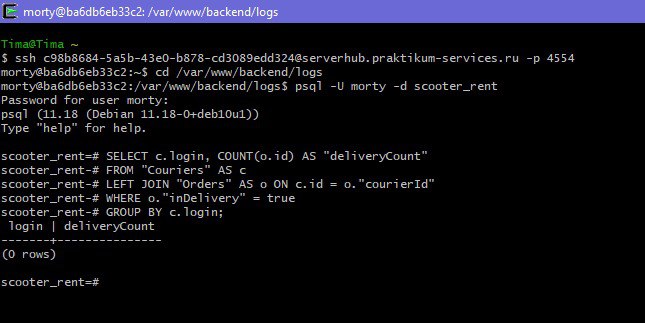 morty@ba6db6eb33c2: /var/www/backend/logs
Tima@Tima ~
$ ssh c98b8684-5a5b-43e0-b878-cd3089edd324@serverhub.praktikum-services.ru -p 4554
morty@ba6db6eb33c2:~$ cd /var/www/backend/logs
morty@ba6db6eb33c2:/var/www/backend/logs$ psql -U morty -d scooter_rent
Password for user morty:
psql (11.18 (Debian 11.18-0+deb10u1))
Type "help" for help.
scooter_rent=# SELECT c.login, COUNT(o.id) AS "deliveryCount"
scooter_rent-# FROM "Couriers" AS c
scooter_rent-# LEFT JOIN "Orders" AS o ON c.id = o."courierId"
scooter_rent-# WHERE o."inDelivery" = true
scooter_rent-# GROUP BY c.login;
 login | deliveryCount
-------+---------------
(0 rows)
scooter_rent=#